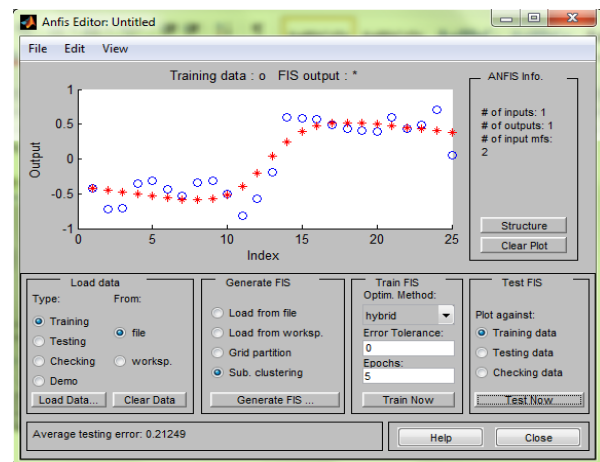 Anfis Editor: Untitled
File Edit View
Training data : o FIS output : *
1
0.5
0
-0.5
-1
Output
0 5 10 15 20 25
Index
ANFIS Info.
# of inputs: 1
# of outputs: 1
# of input mfs:
2
Structure
Clear Plot
Load data
Type: From:
Training
Testing
Checking
Demo
file
worksp.
Load Data... Clear Data
Generate FIS
Load from file
Load from worksp.
Grid partition
Sub. clustering
Generate FIS ...
Train FIS
Optim. Method:
hybrid
Error Tolerance:
0
Epochs:
5
Train Now
Test FIS
Plot against:
Training data
Testing data
Checking data
Test Now
Average testing error: 0.21249
Help Close